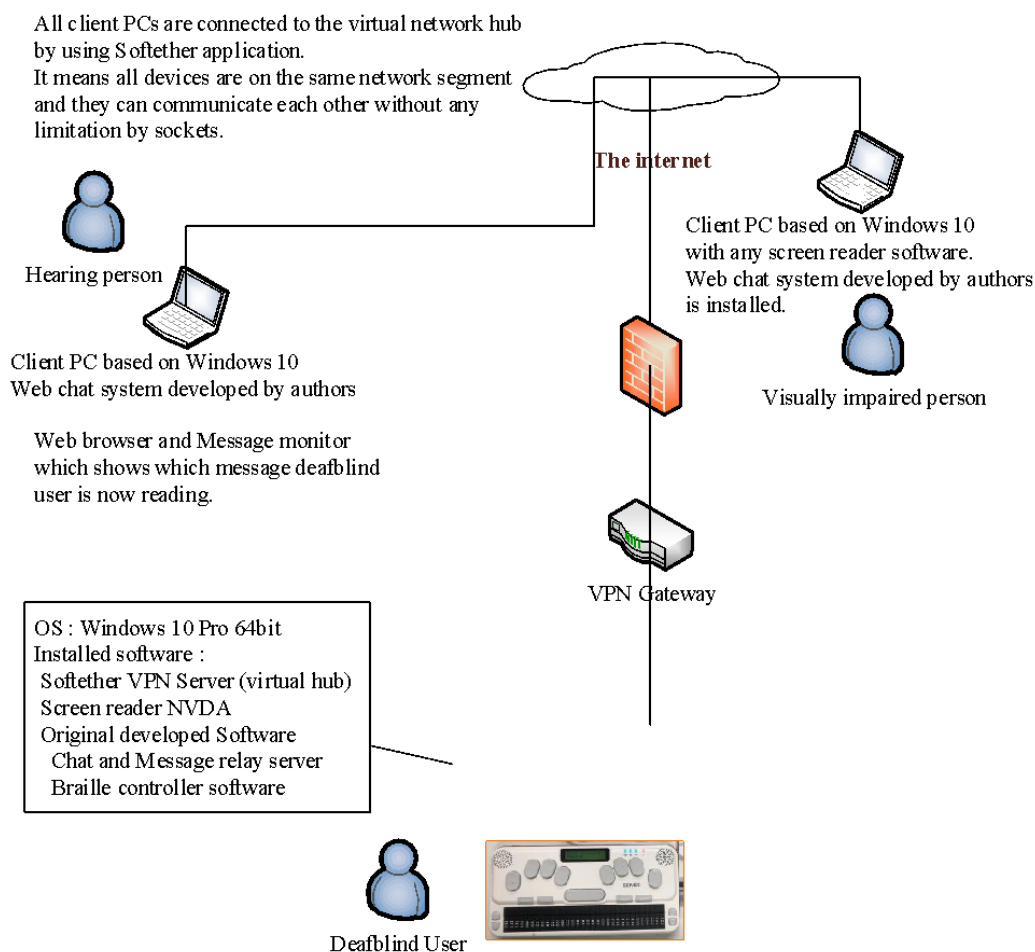 All client PCs are connected to the virtual network hub
by using Softether application.
It means all devices are on the same network segment
and they can communicate each other without any
limitation by sockets.
The internet
Hearing person
Client PC based on Windows 10
with any screen reader software.
Web chat system developed by authors
is installed.
Client PC based on Windows 10
Web chat system developed by authors
Visually impaired person
Web browser and Message monitor
which shows which message deafblind
user is now reading.
VPN Gateway
OS : Windows 10 Pro 64bit
Installed software :
Softether VPN Server (virtual hub)
Screen reader NVDA
Original developed Software
Chat and Message relay server
Braille controller software
Deafblind User